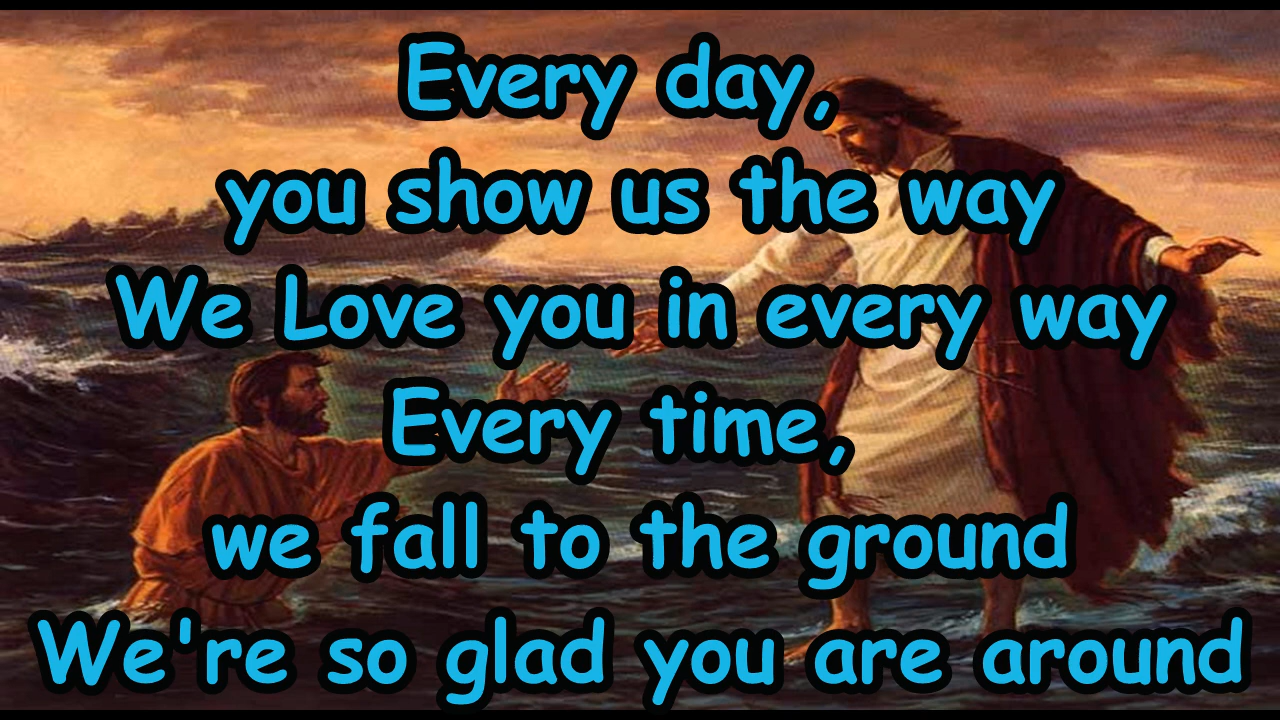 Every day,
you show us the way
We Love you in every way
Every time,
we fall to the ground
We're so glad you are around